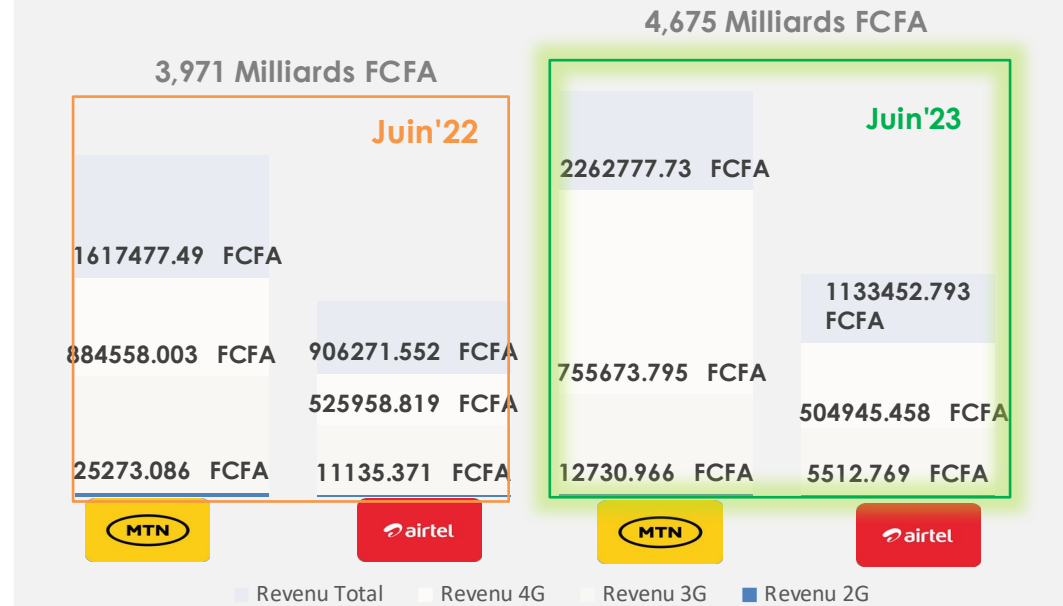 4,675 Milliards FCFA
3,971 Milliards FCFA
Juin'22
Juin'23
1617477.49 FCFA
884558.003 FCFA
25273.086 FCFA
906271.552 FCFA
525958.819 FCFA
11135.371 FCFA
2262777.73 FCFA
755673.795 FCFA
12730.966 FCFA
1133452.793
FCFA
504945.458 FCFA
5512.769 FCFA
MTN
airtel
MTN
airtel
Revenu Total
Revenu 4G
Revenu 3G
Revenu 2G